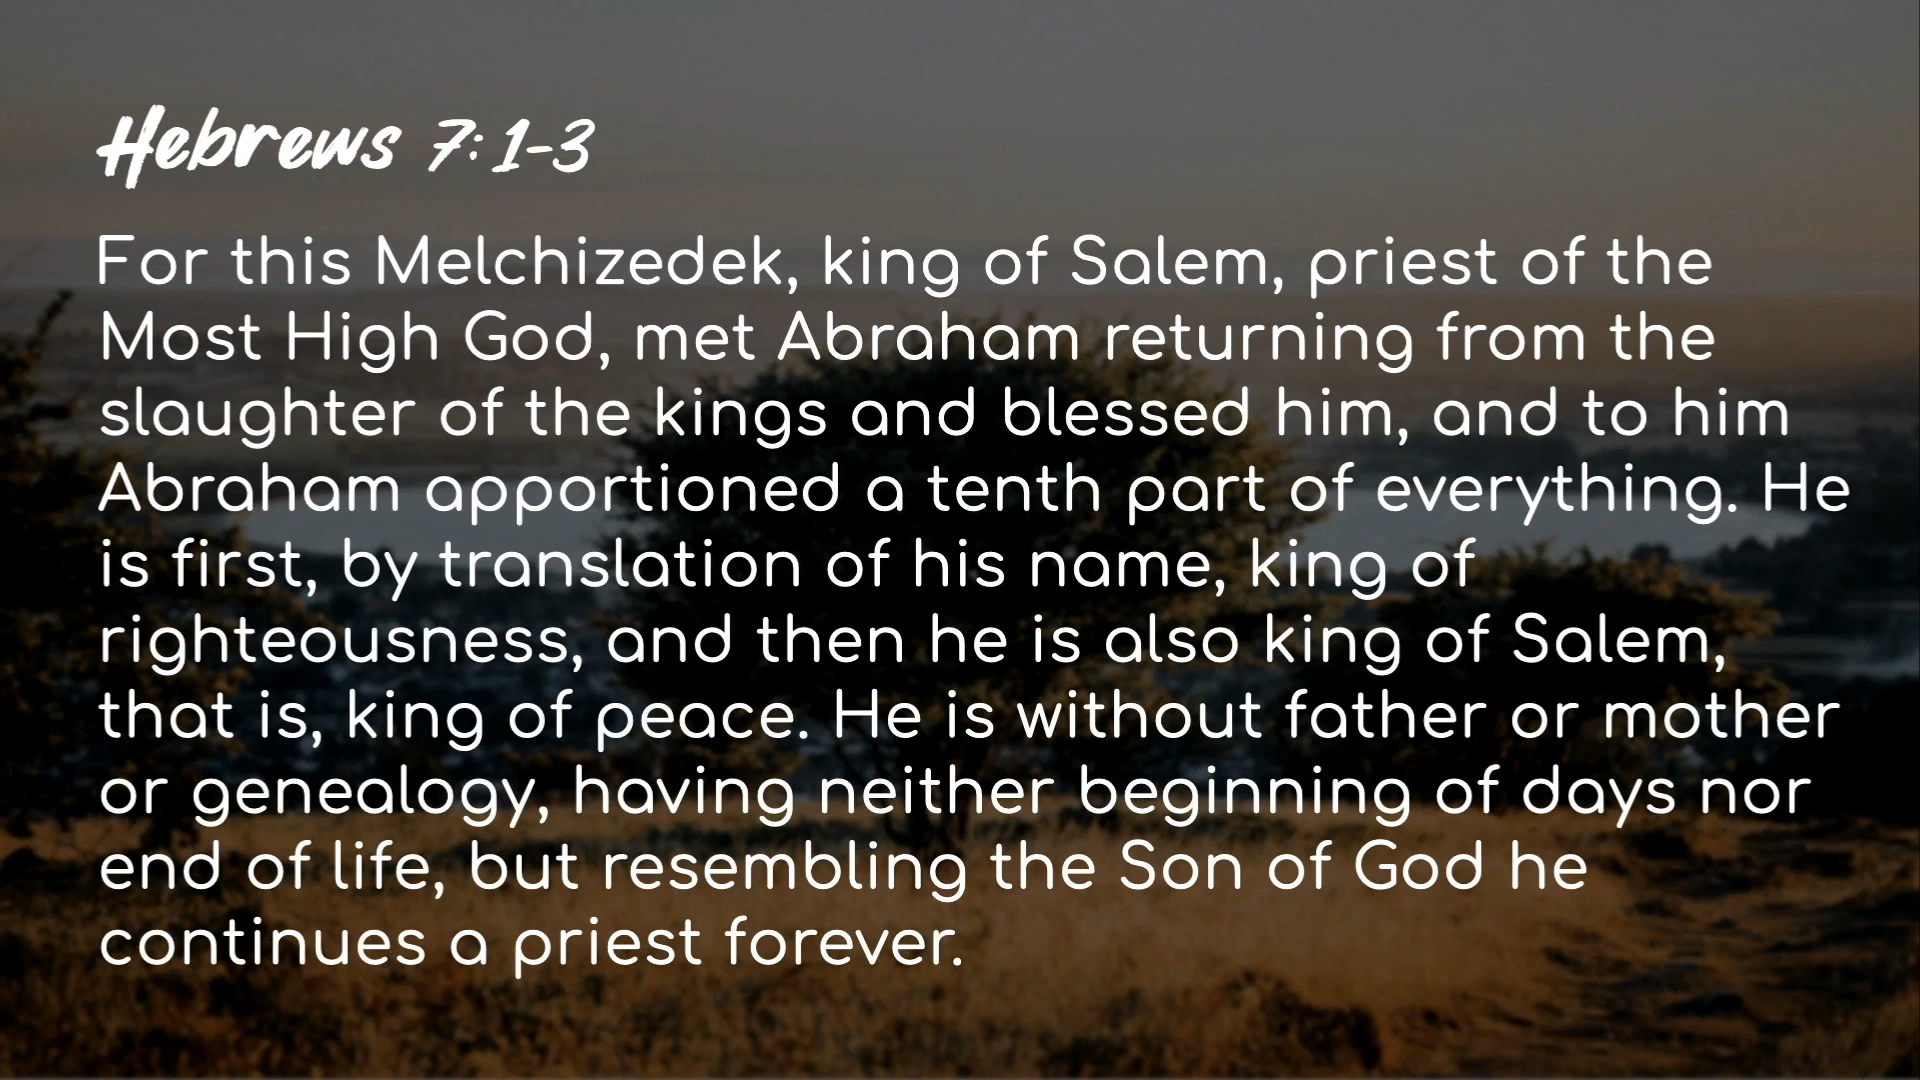 Hebrews 7:1-3
For this Melchizedek, king of Salem, priest of the
Most High God, met Abraham returning from the
slaughter of the kings and blessed him, and to him
Abraham apportioned a tenth part of everything. He
is first, by translation of his name, king of
righteousness, and then he is also king of Salem,
that is, king of peace. He is without father or mother
or genealogy, having neither beginning of days nor
end of life, but resembling the Son of God he
continues a priest forever.